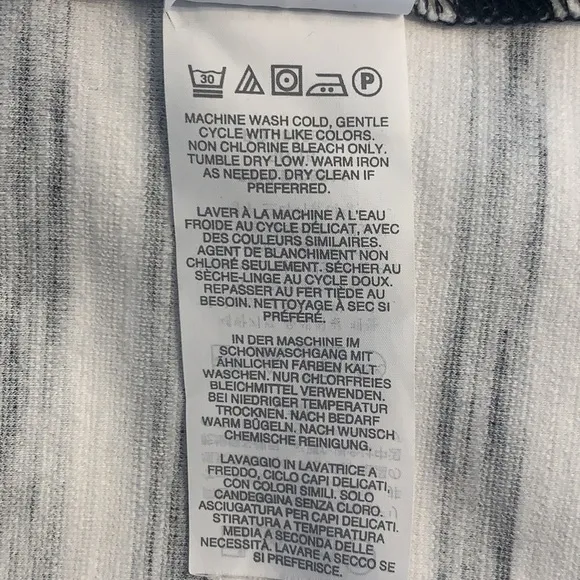 30 P
MACHINE WASH COLD, GENTLE
CYCLE WITH LIKE COLORS.
NON CHLORINE BLEACH ONLY.
TUMBLE DRY LOW. WARM IRON
AS NEEDED. DRY CLEAN IF
PREFERRED.
LAVER À LA MACHINE À L'EAU
FROIDE AU CYCLE DÉLICAT, AVEC
DES COULEURS SIMILAIRES.
AGENT DE BLANCHIMENT NON
CHLORÉ SEULEMENT. SÉCHER AU
SÈCHE-LINGE AU CYCLE DOUX.
REPASSER AU FER TIÈDE AU
BESOIN. NETTOYAGE À SEC SI
PRÉFÉRÉ.
IN DER MASCHINE IM
SCHONWASCHGANG MIT
ÄHNLICHEN FARBEN KALT
WASCHEN. NUR CHLORFREIES
BLEICHMITTEL VERWENDEN.
BEI NIEDRIGER TEMPERATUR
TROCKNEN. NACH BEDARF
WARM BÜGELN. NACH WUNSCH
CHEMISCHE REINIGUNG.
LAVAGGIO IN LAVATRICE A
FREDDO, CICLO CAPI DELICATI,
CON COLORI SIMILI. SOLO
CANDEGGINA SENZA CLORO.
ASCIUGATURA PER CAPI DELICATI.
STIRATURA A TEMPERATURA
MEDIA A SECONDA DELLE
NECESSITÀ. LAVARE A SECCO SE
SI PREFERISCE.